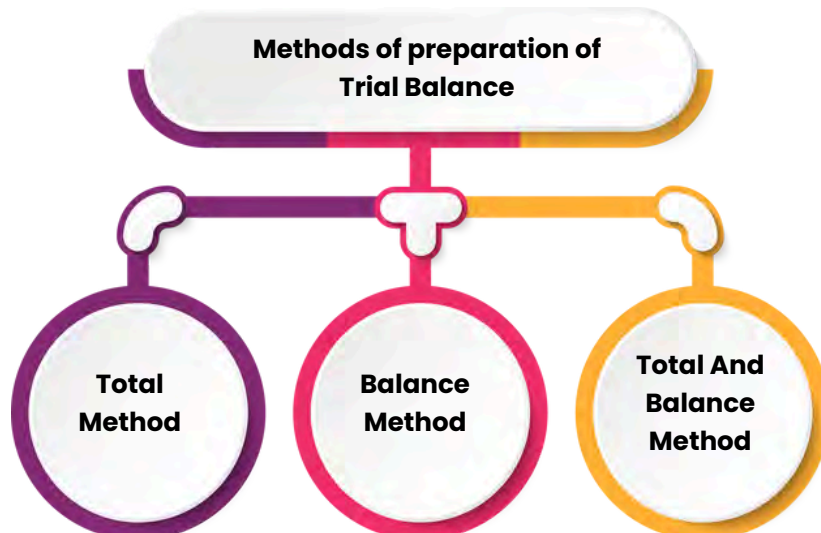 Methods of preparation of
Trial Balance
Total
Method
Balance
Method
Total And
Balance
Method